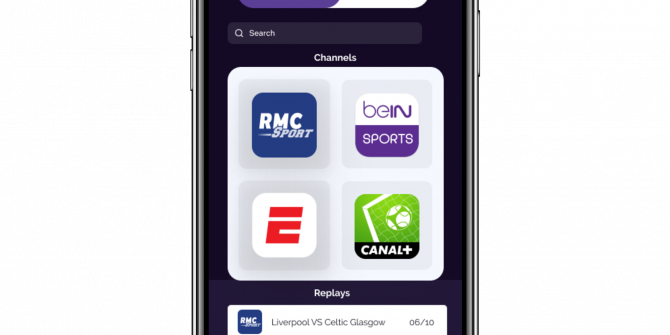 Search
Channels
RMC
SPORT
beIN
SPORTS
E
CANAL+
Replays
RMC
SPORT
Liverpool VS Celtic Glasgow 06/10